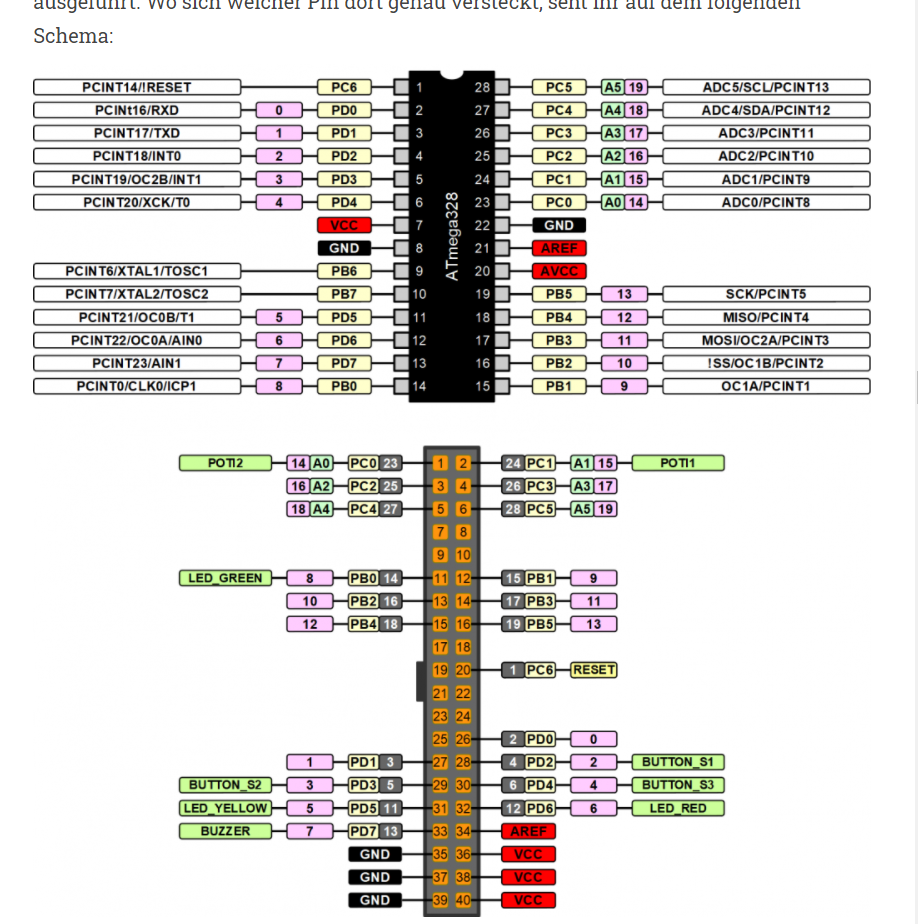 ausgeführt. Wo sich welcher Pin dort genau versteckt, seht ihr auf dem folgenden
Schema:
PCINT14/!RESET PC6 1 28 PC5 A5 19 ADC5/SCL/PCINT13
PCINt16/RXD 0 PD0 2 27 PC4 A4 18 ADC4/SDA/PCINT12
PCINT17/TXD 1 PD1 3 26 PC3 A3 17 ADC3/PCINT11
PCINT18/INT0 2 PD2 4 25 PC2 A2 16 ADC2/PCINT10
PCINT19/OC2B/INT1 3 PD3 5 24 PC1 A1 15 ADC1/PCINT9
PCINT20/XCK/T0 4 PD4 6 23 PC0 A0 14 ADC0/PCINT8
VCC 7 22 GND
GND 8 21 AREF
ATmega328
PCINT6/XTAL1/TOSC1 PB6 9 20 AVCC
PCINT7/XTAL2/TOSC2 PB7 10 19 PB5 13 SCK/PCINT5
PCINT21/OC0B/T1 5 PD5 11 18 PB4 12 MISO/PCINT4
PCINT22/OC0A/AIN0 6 PD6 12 17 PB3 11 MOSI/OC2A/PCINT3
PCINT23/AIN1 7 PD7 13 16 PB2 10 !SS/OC1B/PCINT2
PCINT0/CLK0/ICP1 8 PB0 14 15 PB1 9 OC1A/PCINT1
POTI2 14 A0 PC0 23 1 2 24 PC1 A1 15 POTI1
16 A2 PC2 25 3 4 26 PC3 A3 17
18 A4 PC4 27 5 6 28 PC5 A5 19
7 8
9 10
LED_GREEN 8 PB0 14 11 12 15 PB1 9
10 PB2 16 13 14 17 PB3 11
12 PB4 18 15 16 19 PB5 13
17 18
19 20 1 PC6 RESET
21 22
23 24
25 26 2 PD0 0
1 PD1 3 27 28 4 PD2 2 BUTTON_S1
BUTTON_S2 3 PD3 5 29 30 6 PD4 4 BUTTON_S3
LED_YELLOW 5 PD5 11 31 32 12 PD6 6 LED_RED
BUZZER 7 PD7 13 33 34 AREF
GND 35 36 VCC
GND 37 38 VCC
GND 39 40 VCC